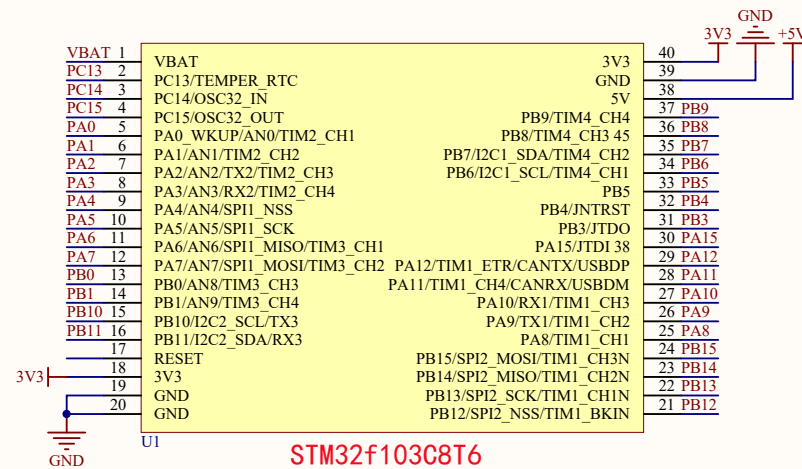 GND
3V3
+5V
VBAT 1 VBAT 3V3 40
PC13 2 PC13/TEMPER_RTC GND 39
PC14 3 PC14/OSC32_IN 5V 38
PC15 4 PC15/OSC32_OUT PB9/TIM4_CH4 37 PB9
PA0 5 PA0_WKUP/AN0/TIM2_CH1 PB8/TIM4_CH3 45 36 PB8
PA1 6 PA1/AN1/TIM2_CH2 PB7/I2C1_SDA/TIM4_CH2 35 PB7
PA2 7 PA2/AN2/TX2/TIM2_CH3 PB6/I2C1_SCL/TIM4_CH1 34 PB6
PA3 8 PA3/AN3/RX2/TIM2_CH4 PB5 33 PB5
PA4 9 PA4/AN4/SPI1_NSS PB4/JNTRST 32 PB4
PA5 10 PA5/AN5/SPI1_SCK PB3/JTDO 31 PB3
PA6 11 PA6/AN6/SPI1_MISO/TIM3_CH1 PA15/JTDI 38 30 PA15
PA7 12 PA7/AN7/SPI1_MOSI/TIM3_CH2 PA12/TIM1_ETR/CANTX/USBDP 29 PA12
PB0 13 PB0/AN8/TIM3_CH3 PA11/TIM1_CH4/CANRX/USBDM 28 PA11
PB1 14 PB1/AN9/TIM3_CH4 PA10/RX1/TIM1_CH3 27 PA10
PB10 15 PB10/I2C2_SCL/TX3 PA9/TX1/TIM1_CH2 26 PA9
PB11 16 PB11/I2C2_SDA/RX3 PA8/TIM1_CH1 25 PA8
17 RESET PB15/SPI2_MOSI/TIM1_CH3N 24 PB15
3V3 18 3V3 PB14/SPI2_MISO/TIM1_CH2N 23 PB14
19 GND PB13/SPI2_SCK/TIM1_CH1N 22 PB13
20 GND PB12/SPI2_NSS/TIM1_BKIN 21 PB12
U1
GND
STM32f103C8T6